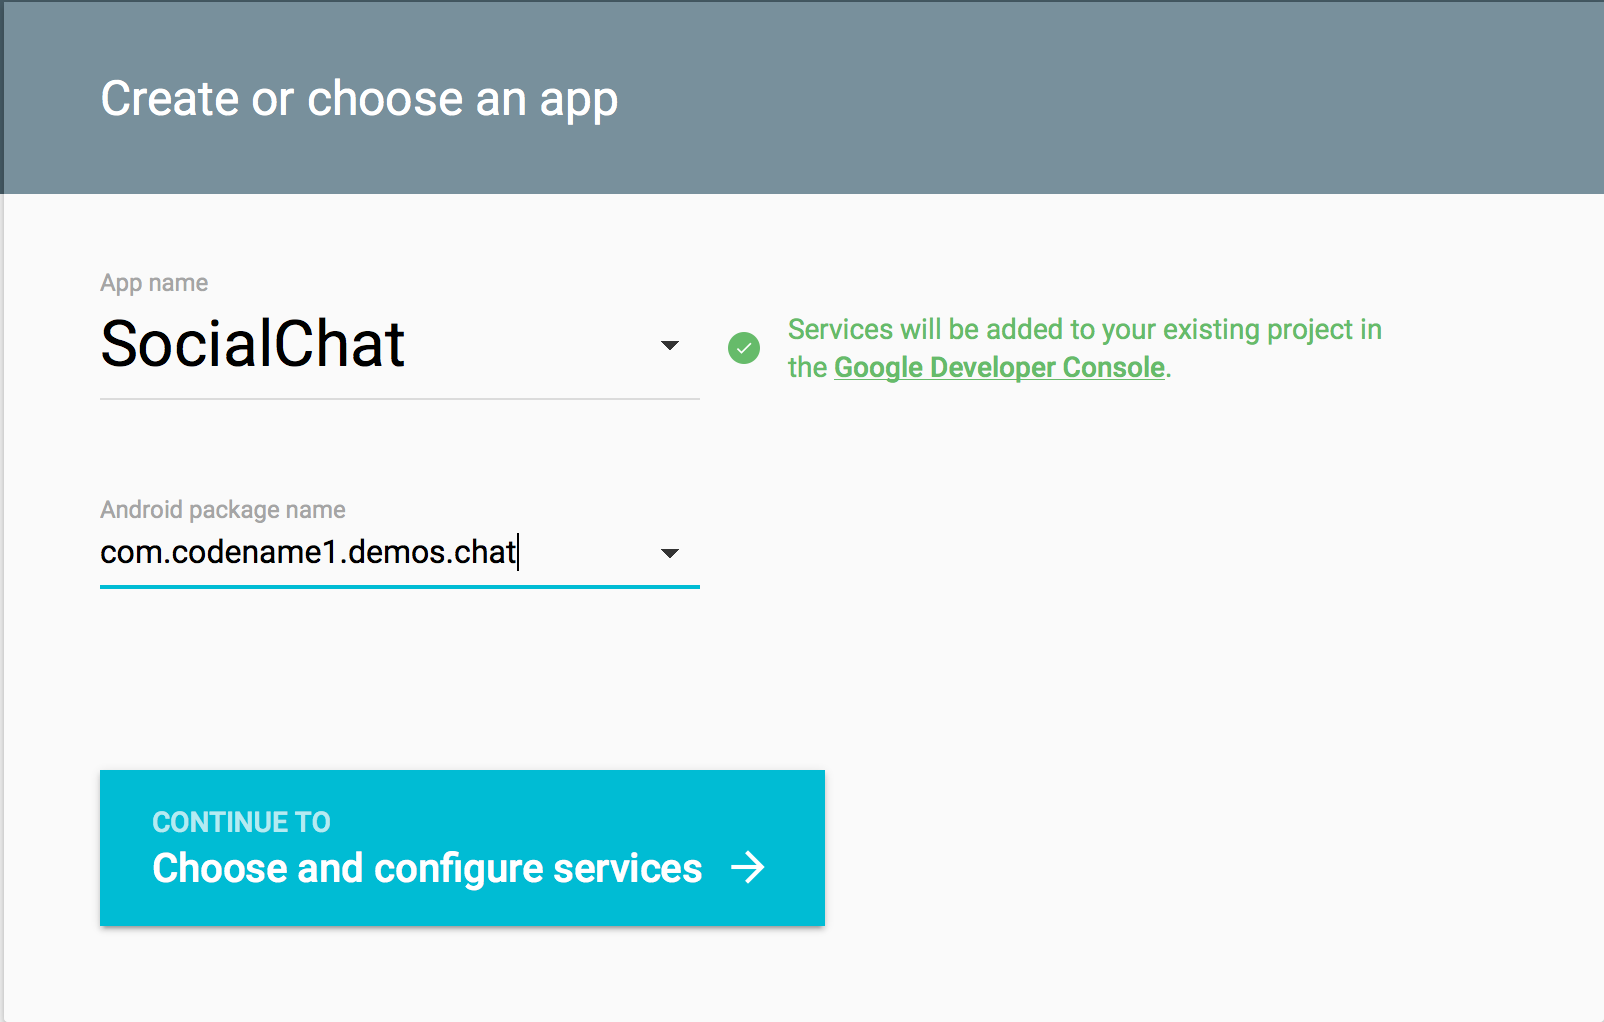 Create or choose an app
App name
SocialChat
Services will be added to your existing project in
the Google Developer Console.
Android package name
com.codename1.demos.chat
CONTINUE TO
Choose and configure services